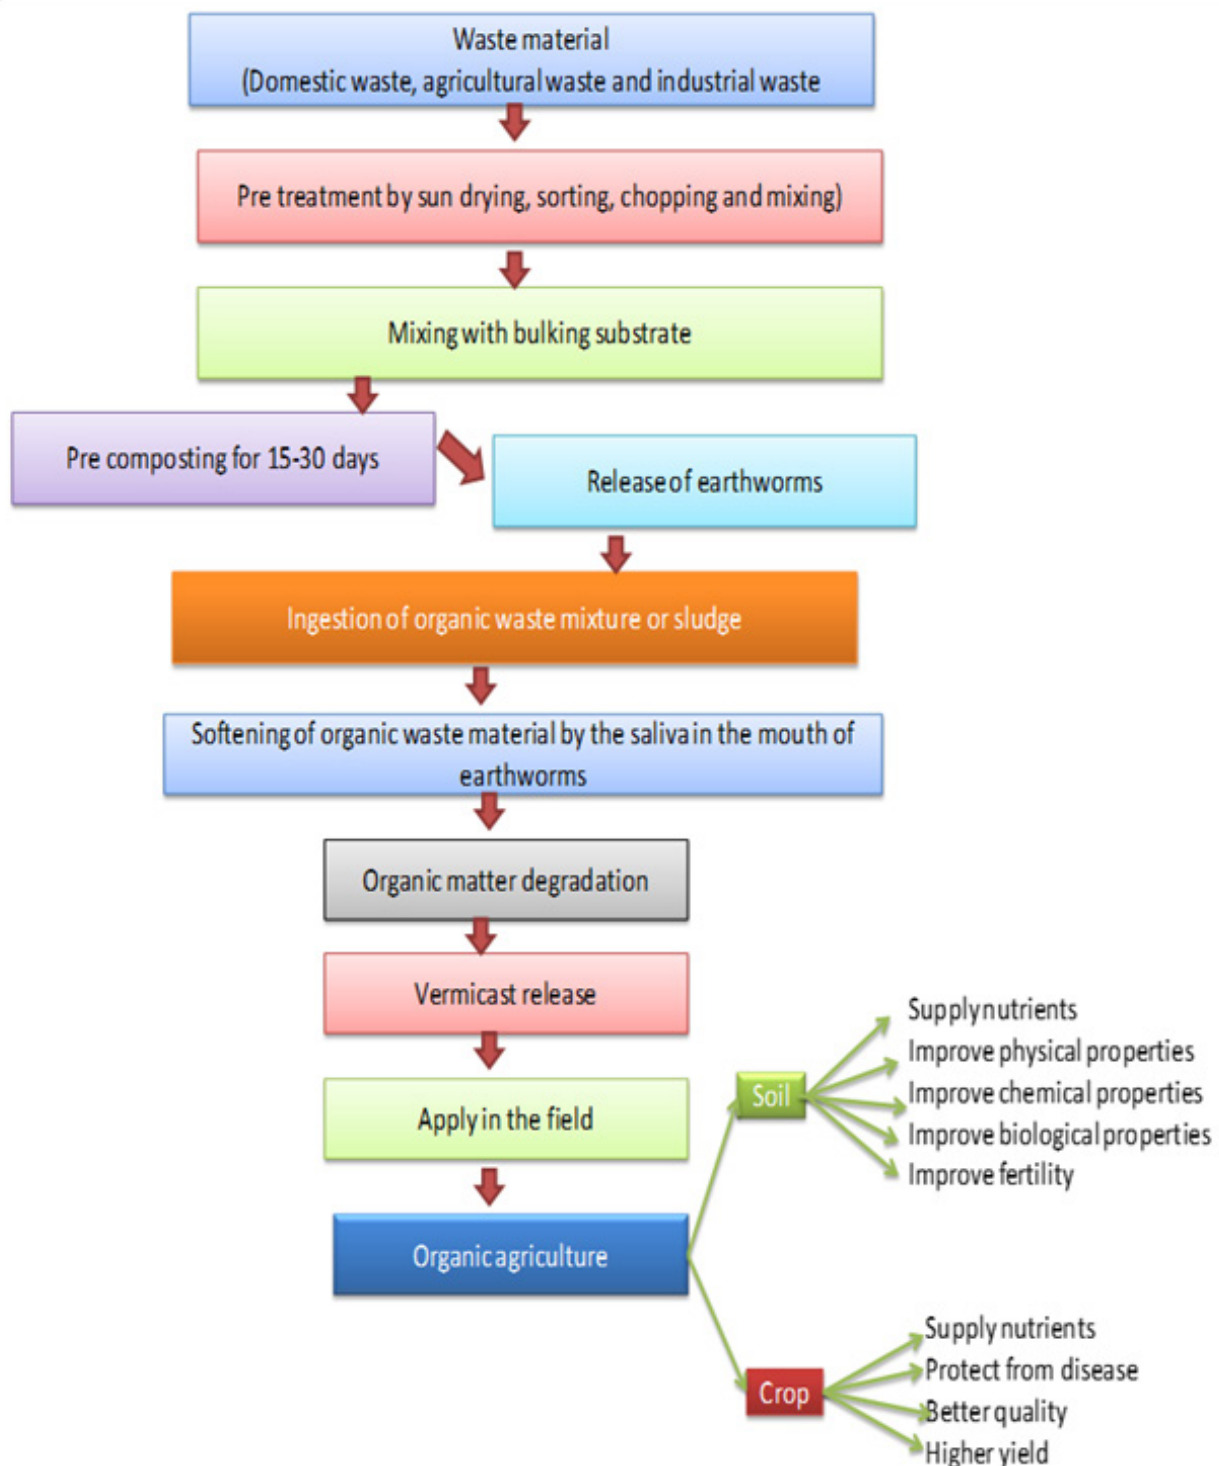 Waste material
(Domestic waste, agricultural waste and industrial waste
Pre treatment by sun drying, sorting, chopping and mixing)
Mixing with bulking substrate
Pre composting for 15-30 days
Release of earthworms
Ingestion of organic waste mixture or sludge
Softening of organic waste material by the saliva in the mouth of
earthworms
Organic matter degradation
Vermicast release
Apply in the field
Organic agriculture
Soil
Supply nutrients
Improve physical properties
Improve chemical properties
Improve biological properties
Improve fertility
Crop
Supply nutrients
Protect from disease
Better quality
Higher yield